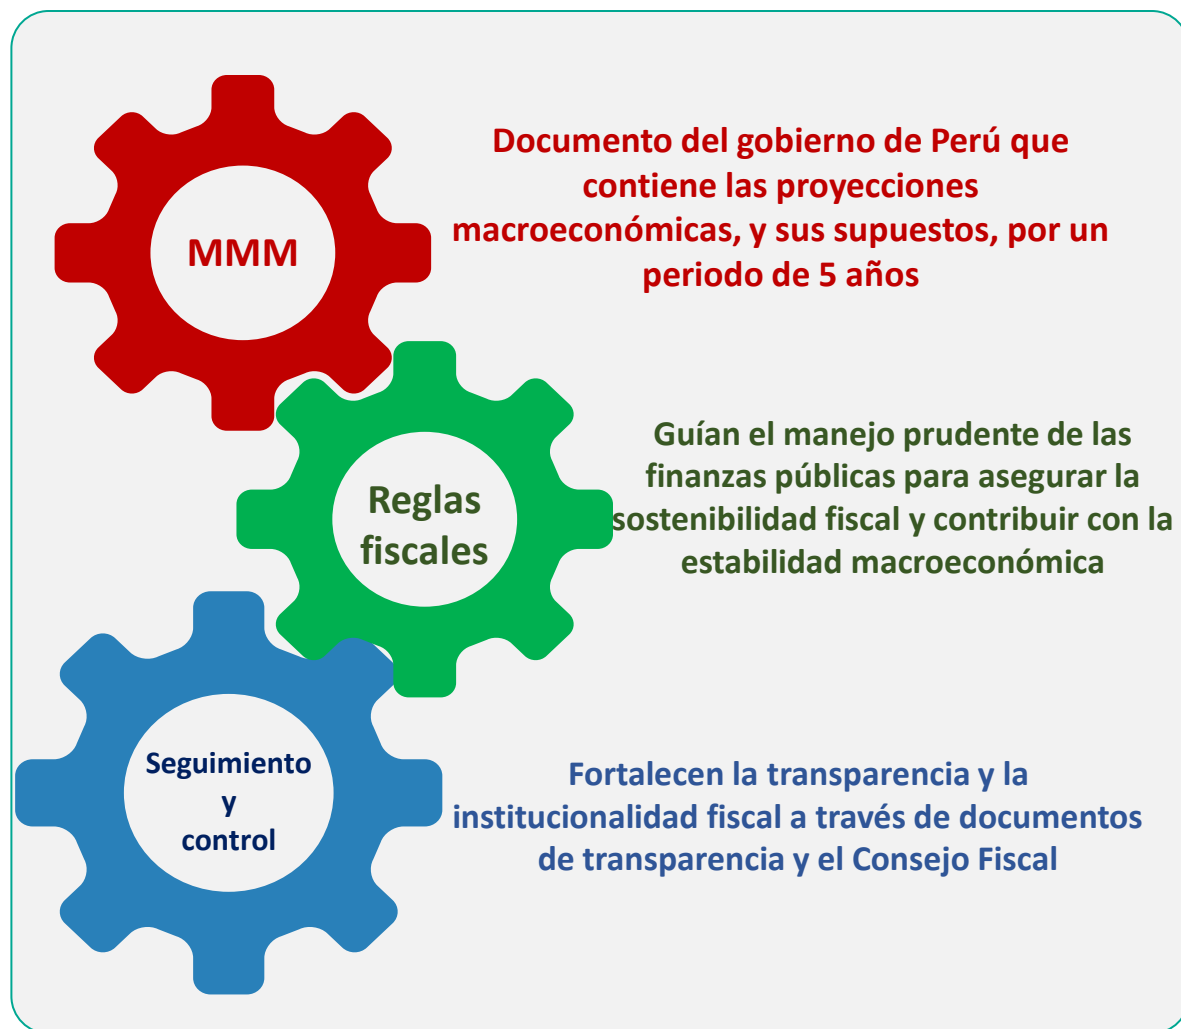 MMM
Documento del gobierno de Perú que
contiene las proyecciones
macroeconómicas, y sus supuestos, por un
periodo de 5 años
Reglas
fiscales
Guían el manejo prudente de las
finanzas públicas para asegurar la
sostenibilidad fiscal y contribuir con la
estabilidad macroeconómica
Seguimiento
y
control
Fortalecen la transparencia y la
institucionalidad fiscal a través de documentos
de transparencia y el Consejo Fiscal